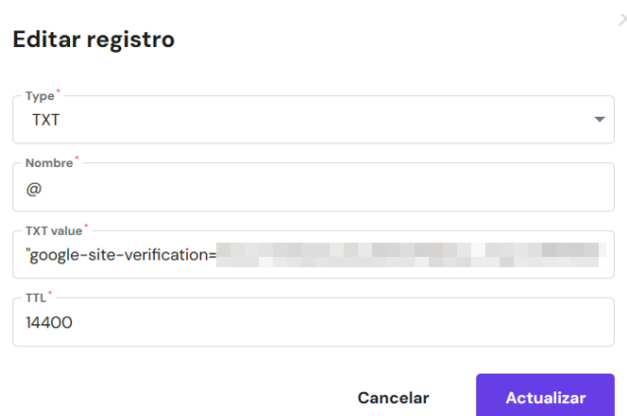 Editar registro
Type *
TXT
Nombre *
@
TXT value *
"google-site-verification=
TTL *
14400
Cancelar Actualizar